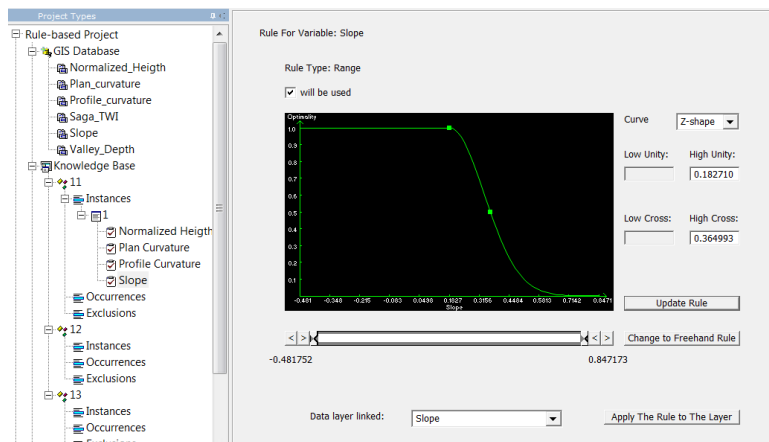 Project Types
Rule-based Project
GIS Database
Normalized_Heigth
Plan_curvature
Profile_curvature
Saga_TWI
Slope
Valley_Depth
Knowledge Base
11
Instances
1
Normalized Heigth
Plan Curvature
Profile Curvature
Slope
Occurrences
Exclusions
12
Instances
Occurrences
Exclusions
13
Instances
Occurrences
Rule For Variable: Slope
Rule Type: Range
will be used
Optimality
1.0
0.9
0.8
0.7
0.6
0.5
0.4
0.3
0.2
0.1
-0.481 -0.348 -0.215 -0.083 0.0498 0.1827 0.3156 0.4484 0.5813 0.7142 0.8471
Slope
Curve Z-shape
Low Unity: High Unity:
0.182710
Low Cross: High Cross:
0.364993
Update Rule
< > < > Change to Freehand Rule
-0.481752 0.847173
Data layer linked: Slope Apply The Rule to The Layer